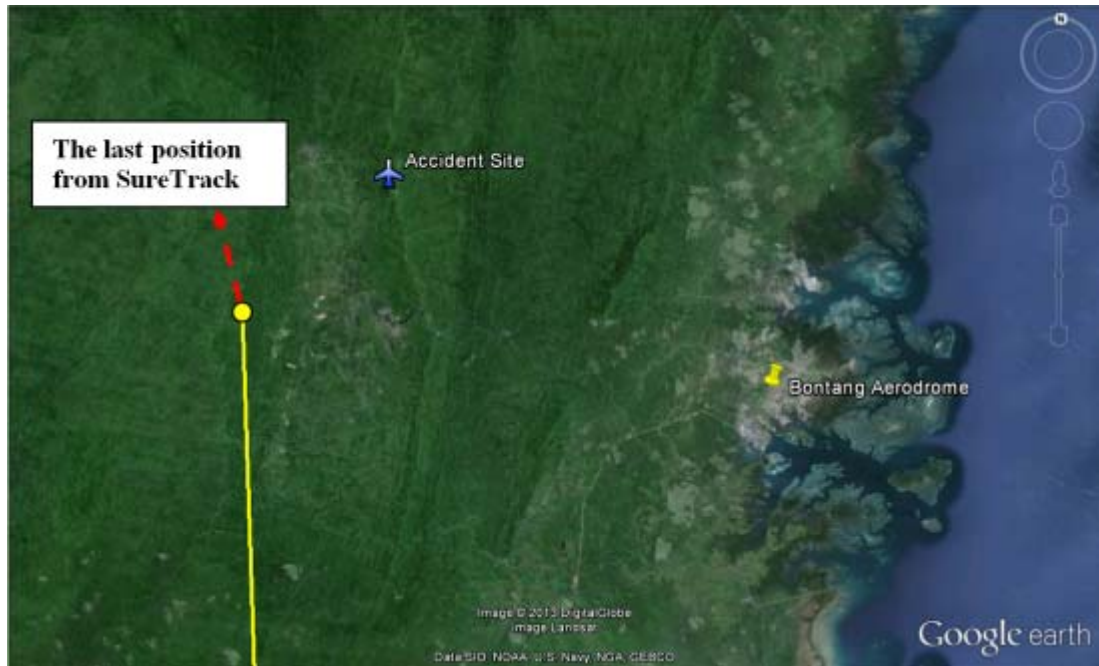 N
The last position
from SureTrack
Accident Site
Bontang Aerodrome
Image © 2013 DigitalGlobe
Image Landsat
Data SIO, NOAA, U.S. Navy, NGA, GEBCO
Google earth